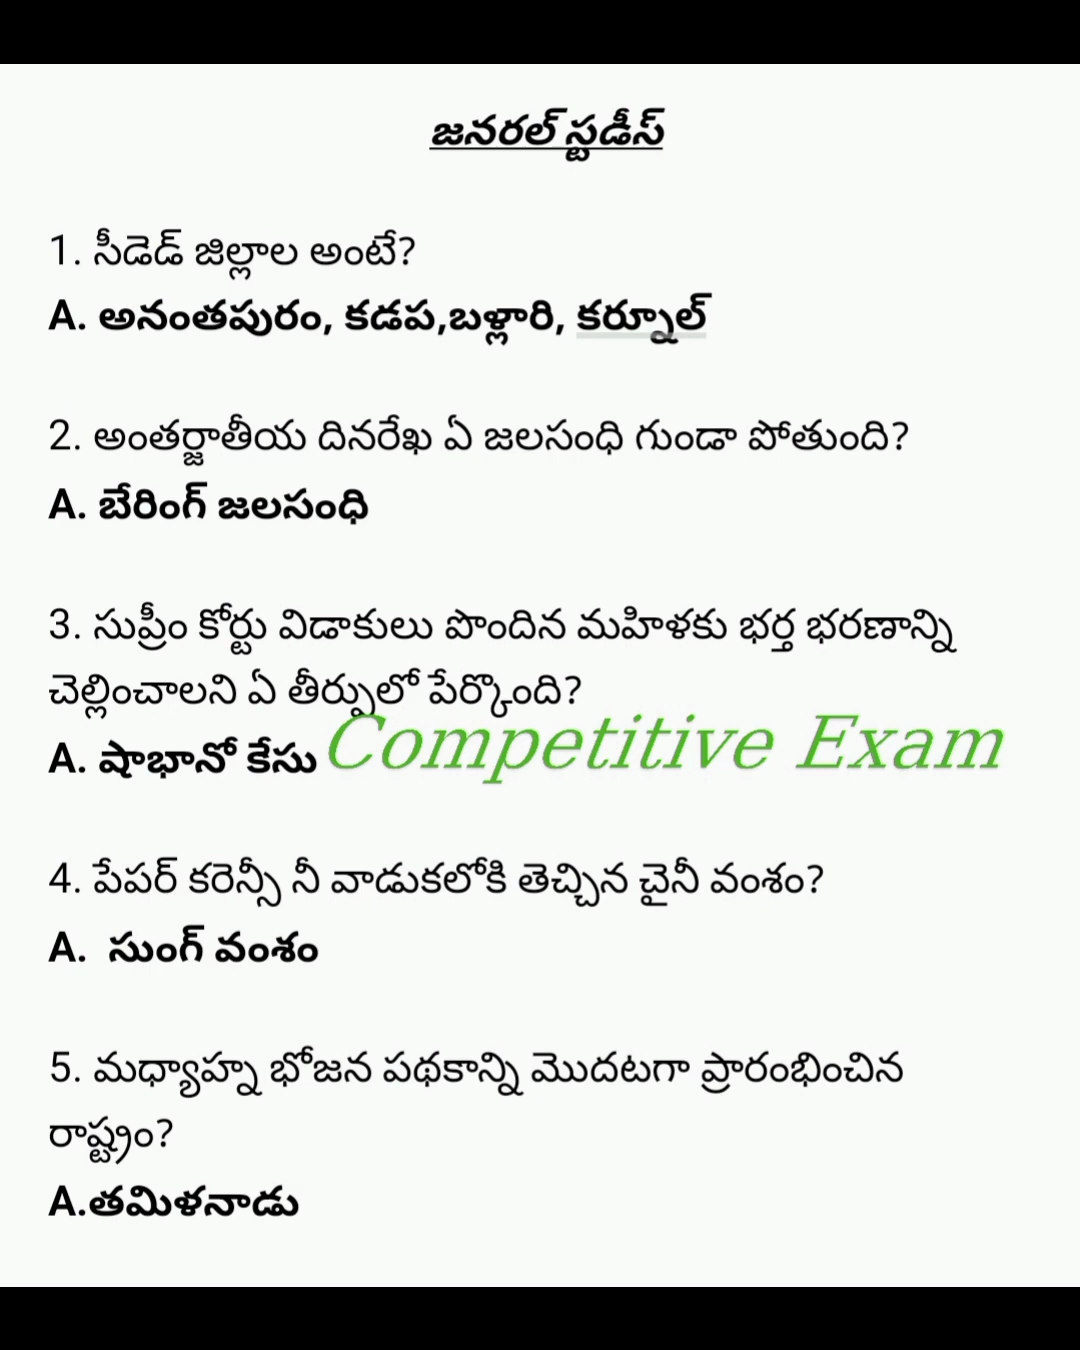 జనరల్ స్టడీస్
1. సీడెడ్ జిల్లాల అంటే?
A. అనంతపురం, కడప,బళ్లారి, కర్నూల్
2. అంతర్జాతీయ దినరేఖ ఏ జలసంధి గుండా పోతుంది?
A. బేరింగ్ జలసంధి
3. సుప్రీం కోర్టు విడాకులు పొందిన మహిళకు భర్త భరణాన్ని
చెల్లించాలని ఏ తీర్పులో పేర్కొంది?
A. షాభానో కేసు Competitive Exam
4. పేపర్ కరెన్సీ నీ వాడుకలోకి తెచ్చిన చైనీ వంశం?
A. సుంగ్ వంశం
5. మధ్యాహ్న భోజన పథకాన్ని మొదటగా ప్రారంభించిన
రాష్ట్రం?
A.తమిళనాడు